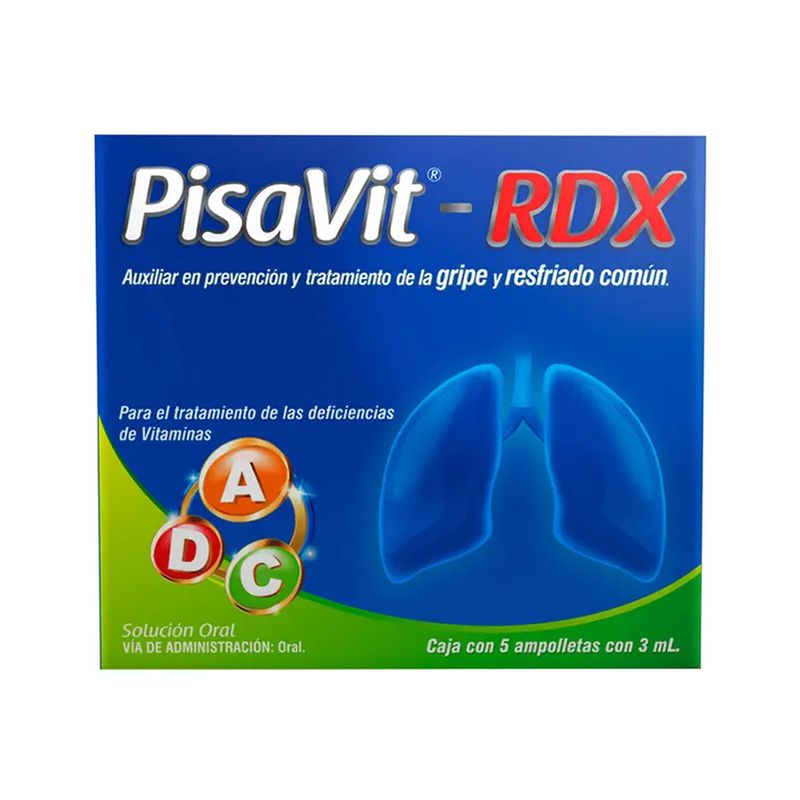 PisaVit® - RDX
Auxiliar en prevención y tratamiento de la gripe y resfriado común.
Para el tratamiento de las deficiencias
de Vitaminas
A
D
C
Solución Oral
VÍA DE ADMINISTRACIÓN: Oral.
Caja con 5 ampolletas con 3 mL.